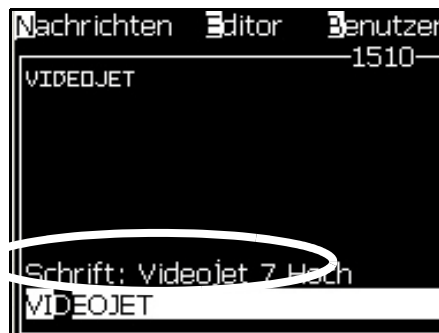 Nachrichten Editor Benutzer
1510
VIDEOJET
Schrift: Videojet 7 Hoch
VIDEOJET